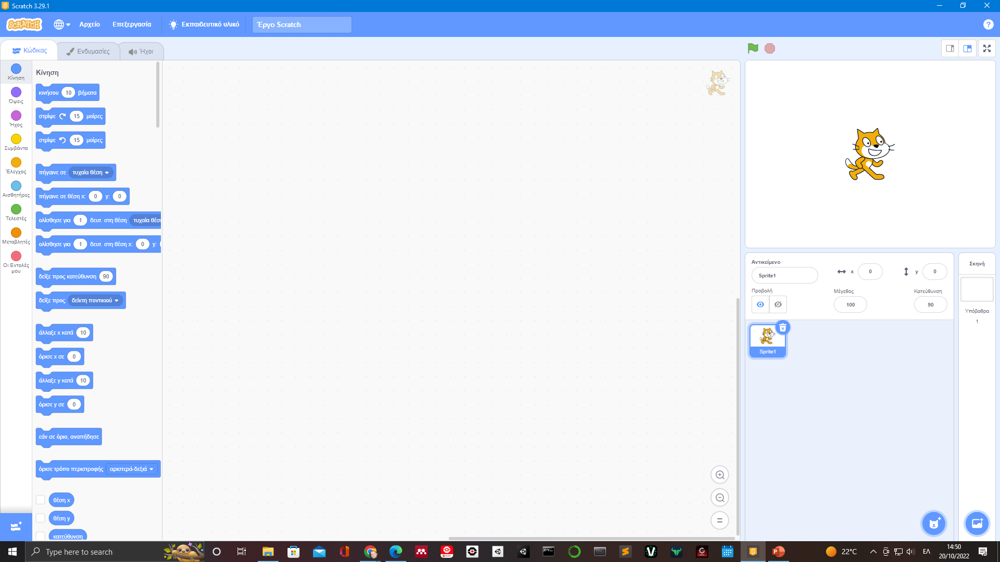 Scratch 3.29.1
SCRATCH
Αρχείο
Επεξεργασία
Εκπαιδευτικό υλικό
Έργο Scratch
?
Κώδικας
Ενδυμασίες
Ήχοι
Κίνηση
Όψεις
Ήχος
Συμβάντα
Έλεγχος
Αισθητήρες
Τελεστές
Μεταβλητές
Οι Εντολές
μου
Κίνηση
κινήσου 10 βήματα
στρίψε 15 μοίρες
στρίψε 15 μοίρες
πήγαινε σε τυχαία θέση
πήγαινε σε θέση x: 0 y: 0
ολίσθησε για 1 δευτ. στη θέση τυχαία θέσ
ολίσθησε για 1 δευτ. στη θέση x: 0 y:
δείξε προς κατεύθυνση 90
δείξε προς δείκτη ποντικιού
άλλαξε x κατά 10
όρισε x σε 0
άλλαξε y κατά 10
όρισε y σε 0
εάν σε όριο, αναπήδησε
όρισε τρόπο περιστροφής αριστερά-δεξιά
θέση x
θέση y
κατεύθυνση
Αντικείμενο
Sprite1
x 0
y 0
Προβολή
Μέγεθος
100
Κατεύθυνση
90
Sprite1
Σκηνή
Υπόβαθρα
1
Type here to search
22°C
ΕΛ
14:50
20/10/2022